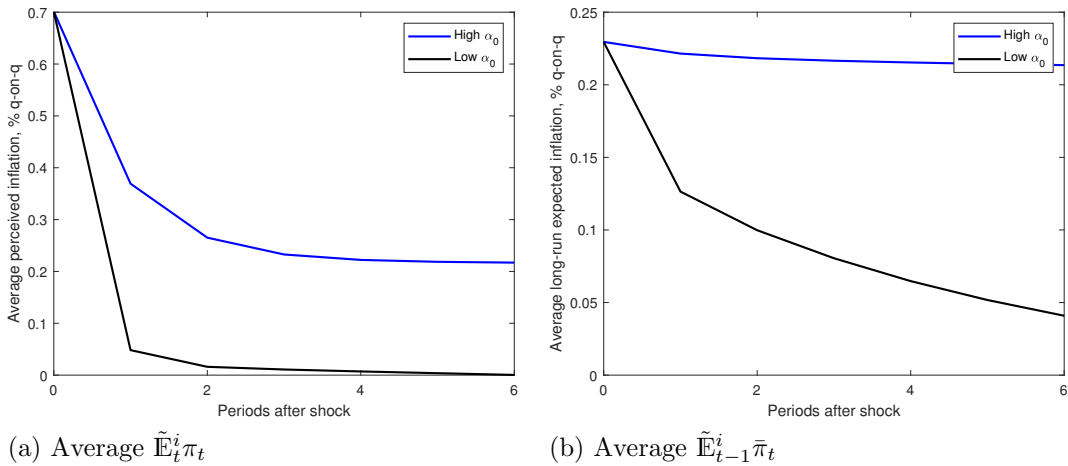 0.7
0.6
0.5
0.4
0.3
0.2
0.1
0
0 2 4 6
Average perceived inflation, % q-on-q
Periods after shock
High α₀
Low α₀
(a) Average 𝔼̃ⁱₜπₜ
0.25
0.2
0.15
0.1
0.05
0
0 2 4 6
Average long-run expected inflation, % q-on-q
Periods after shock
High α₀
Low α₀
(b) Average 𝔼̃ⁱₜ₋₁π̄ₜ